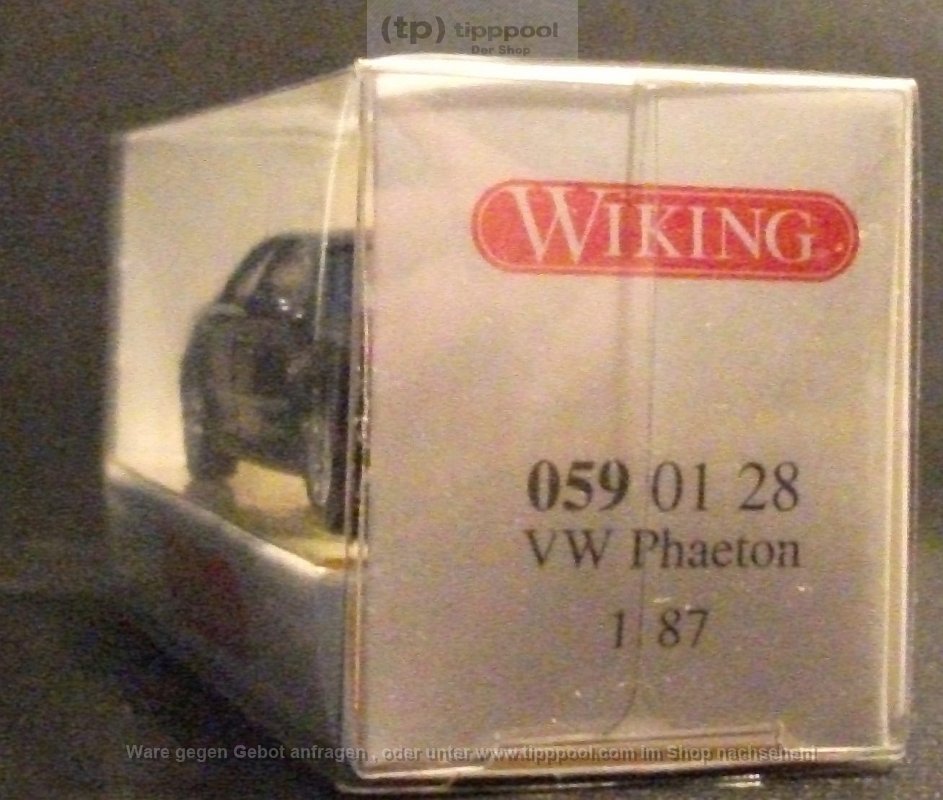 (tp) tipppool
Der Shop
WIKING
059 01 28
VW Phaeton
1:87
Ware gegen Gebot anfragen , oder unter www.tipppool.com im Shop nachsehen!